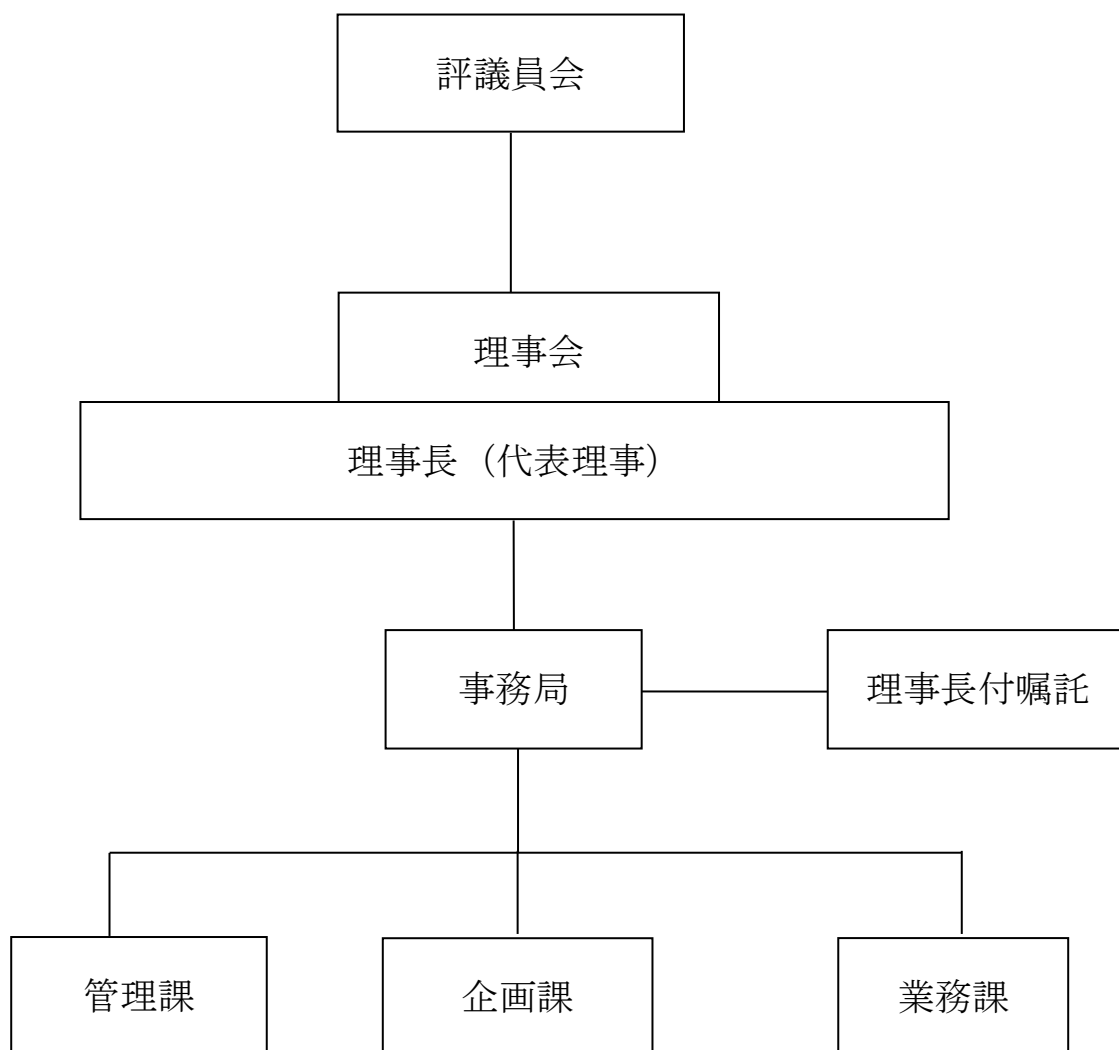 評議員会
理事会
理事長（代表理事）
事務局
理事長付嘱託
管理課
企画課
業務課